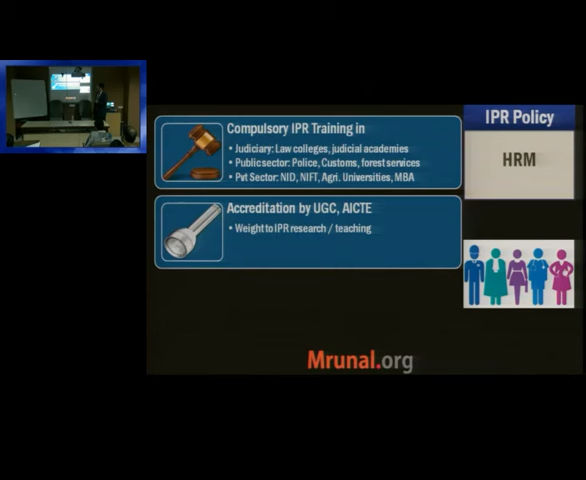 Compulsory IPR Training in
• Judiciary: Law colleges, judicial academies
• Public sector: Police, Customs, forest services
• Pvt Sector: NID, NIFT, Agri. Universities, MBA
Accreditation by UGC, AICTE
• Weight to IPR research / teaching
IPR Policy
HRM
Mrunal.org